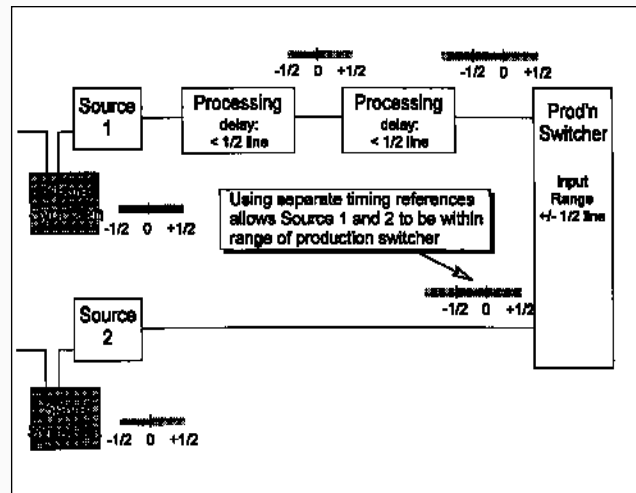 -1/2 0 +1/2
-1/2 0 +1/2
Source
1
Processing
delay:
< 1/2 line
Processing
delay:
< 1/2 line
Prod'n
Switcher
Input
Range
+/- 1/2 line
-1/2 0 +1/2
Using separate timing references
allows Source 1 and 2 to be within
range of production switcher
-1/2 0 +1/2
Source
2
-1/2 0 +1/2